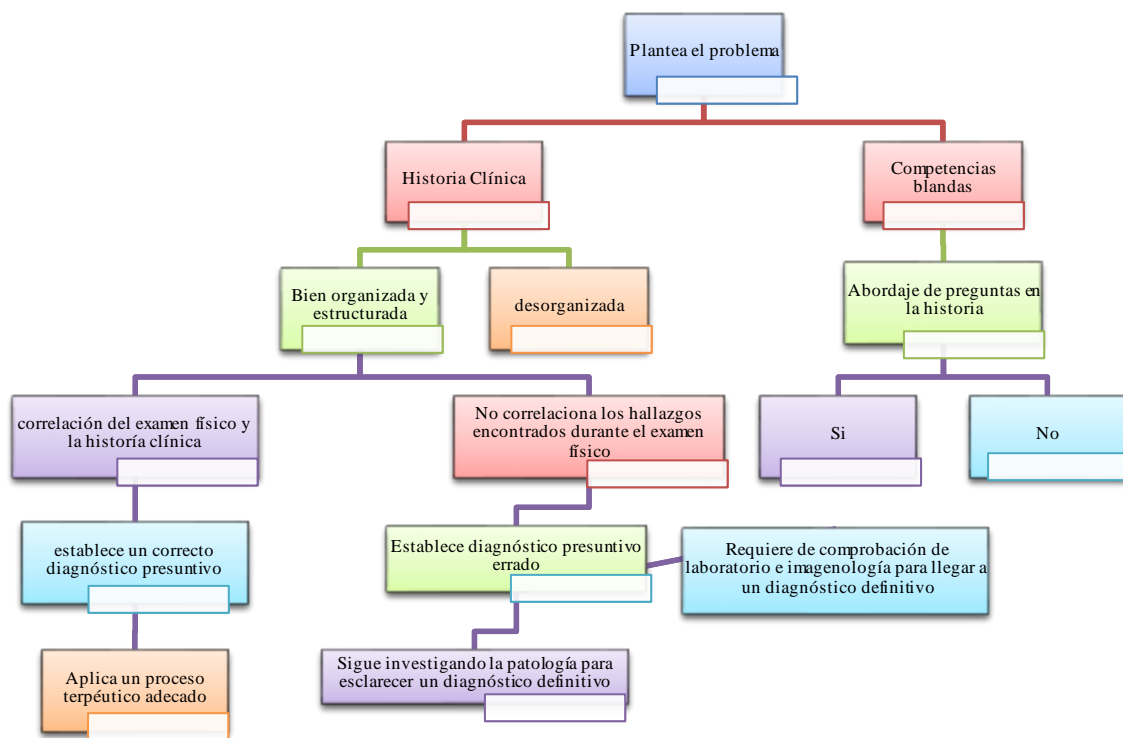 Plantea el problema
Historia Clínica
Competencias
blandas
Bien organizada y
estructurada
desorganizada
Abordaje de preguntas en
la historia
correlación del examen físico y
la historía clínica
No correlaciona los hallazgos
encontrados durante el examen
físico
Si
No
establece un correcto
diagnóstico presuntivo
Establece diagnóstico presuntivo
errado
Requiere de comprobación de
laboratorio e imagenología para llegar a
un diagnóstico definitivo
Aplica un proceso
terpéutico adecado
Sigue investigando la patología para
esclarecer un diagnóstico definitivo